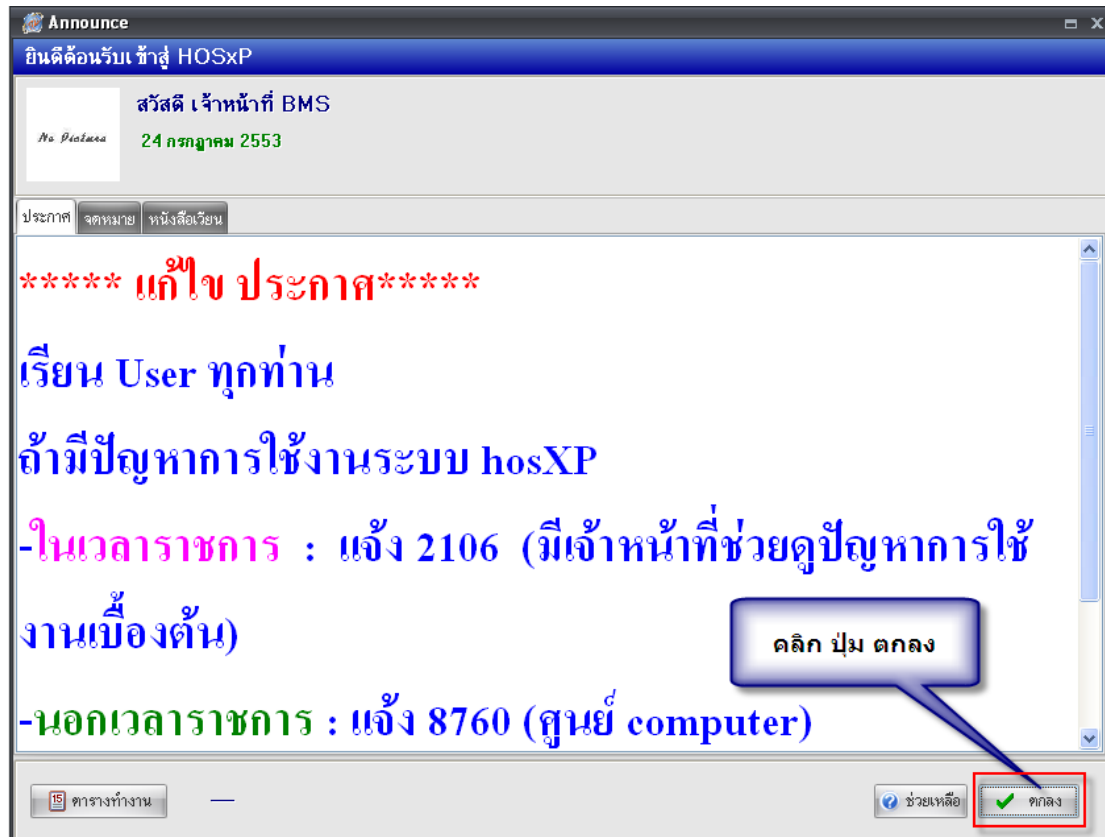 Announce
ยินดีต้อนรับเข้าสู่ HOSxP
สวัสดี เจ้าหน้าที่ BMS
No Picture
24 กรกฎาคม 2553
ประกาศ จดหมาย หนังสือเวียน
***** แก้ไข ประกาศ*****
เรียน User ทุกท่าน
ถ้ามีปัญหาการใช้งานระบบ hosXP
-ในเวลาราชการ : แจ้ง 2106 (มีเจ้าหน้าที่ช่วยดูปัญหาการใช้
งานเบื้องต้น)
คลิก ปุ่ม ตกลง
-นอกเวลาราชการ : แจ้ง 8760 (ศูนย์ computer)
15 ตารางทำงาน — ช่วยเหลือ ตกลง